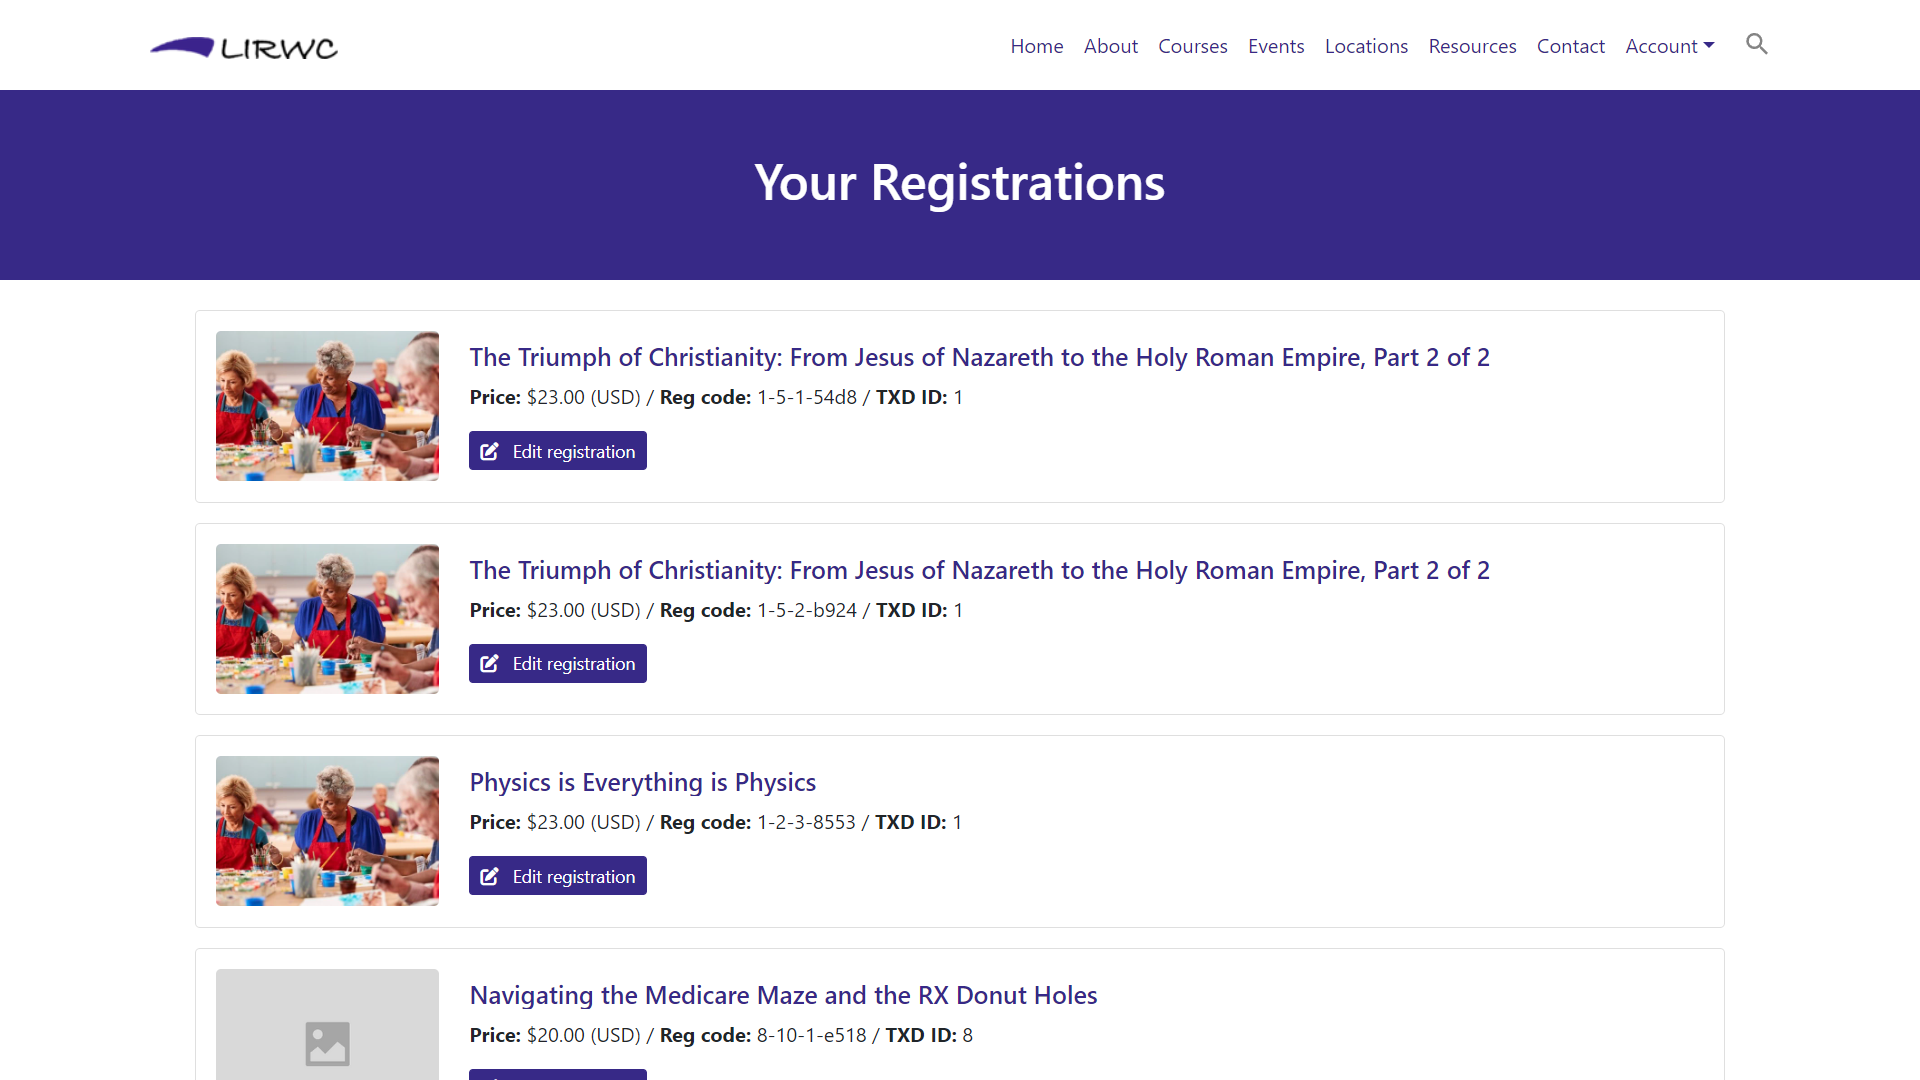 LIRWC
Home About Courses Events Locations Resources Contact Account
Your Registrations
The Triumph of Christianity: From Jesus of Nazareth to the Holy Roman Empire, Part 2 of 2
Price: $23.00 (USD) / Reg code: 1-5-1-54d8 / TXD ID: 1
Edit registration
The Triumph of Christianity: From Jesus of Nazareth to the Holy Roman Empire, Part 2 of 2
Price: $23.00 (USD) / Reg code: 1-5-2-b924 / TXD ID: 1
Edit registration
Physics is Everything is Physics
Price: $23.00 (USD) / Reg code: 1-2-3-8553 / TXD ID: 1
Edit registration
Navigating the Medicare Maze and the RX Donut Holes
Price: $20.00 (USD) / Reg code: 8-10-1-e518 / TXD ID: 8